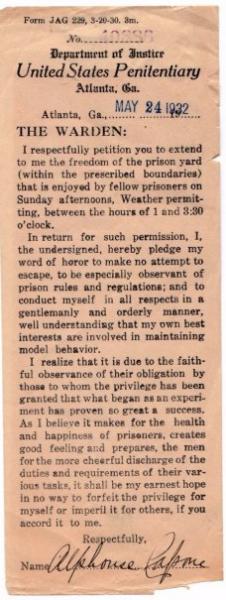 Form JAG 229, 3-20-30. 3m.
No. 40886
Department of Justice
United States Penitentiary
Atlanta, Ga.
Atlanta, Ga., MAY 24 1932
THE WARDEN:
I respectfully petition you to extend
to me the freedom of the prison yard
(within the prescribed boundaries)
that is enjoyed by fellow prisoners on
Sunday afternoons, Weather permit-
ting, between the hours of 1 and 3:30
o'clock.
In return for such permission, I,
the undersigned, hereby pledge my
word of honor to make no attempt to
escape, to be especially observant of
prison rules and regulations; and to
conduct myself in all respects in a
gentlemanly and orderly manner,
well understanding that my own best
interests are involved in maintaining
model behavior.
I realize that it is due to the faith-
ful observation of their obligation by
those to whom the privilege has been
granted that what began as an experi-
ment has proven so great a success.
As I believe it makes for the health
and happiness of prisoners, creates
good feeling and prepares, the men
for the more cheerful discharge of the
duties and requirements of their var-
ious tasks, it shall be my earnest hope
in no way to forfeit the privilege for
myself or imperil it for others, if you
accord it to me.
Respectfully,
Name Alphonse Capone